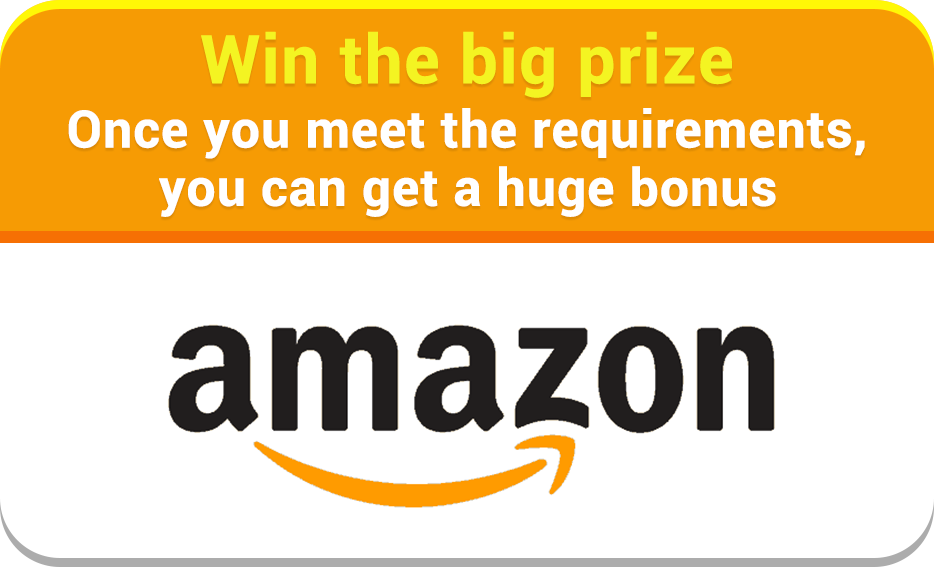 Win the big prize
Once you meet the requirements,
you can get a huge bonus
amazon